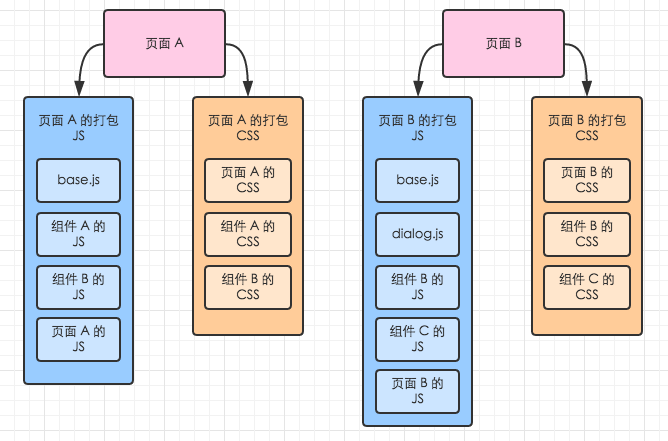 页面 A
页面 A 的打包
JS
base.js
组件 A 的
JS
组件 B 的
JS
页面 A 的
JS
页面 A 的打包
CSS
页面 A 的
CSS
组件 A 的
CSS
组件 B 的
CSS
页面 B
页面 B 的打包
JS
base.js
dialog.js
组件 B 的
JS
组件 C 的
JS
页面 B 的
JS
页面 B 的打包
CSS
页面 B 的
CSS
组件 B 的
CSS
组件 C 的
CSS